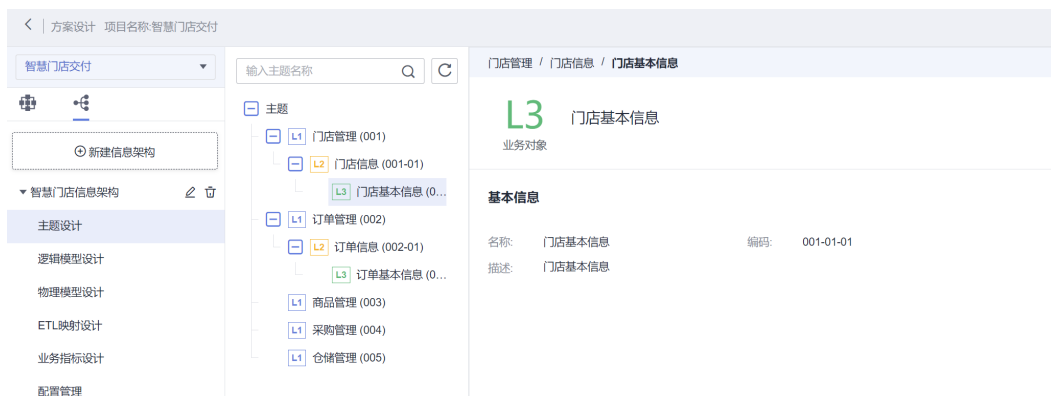 方案设计 项目名称:智慧门店交付
智慧门店交付
新建信息架构
智慧门店信息架构
主题设计
逻辑模型设计
物理模型设计
ETL映射设计
业务指标设计
配置管理
输入主题名称
主题
L1 门店管理 (001)
L2 门店信息 (001-01)
L3 门店基本信息 (0...
L1 订单管理 (002)
L2 订单信息 (002-01)
L3 订单基本信息 (0...
L1 商品管理 (003)
L1 采购管理 (004)
L1 仓储管理 (005)
门店管理 / 门店信息 / 门店基本信息
L3 门店基本信息
业务对象
基本信息
名称: 门店基本信息 编码: 001-01-01
描述: 门店基本信息